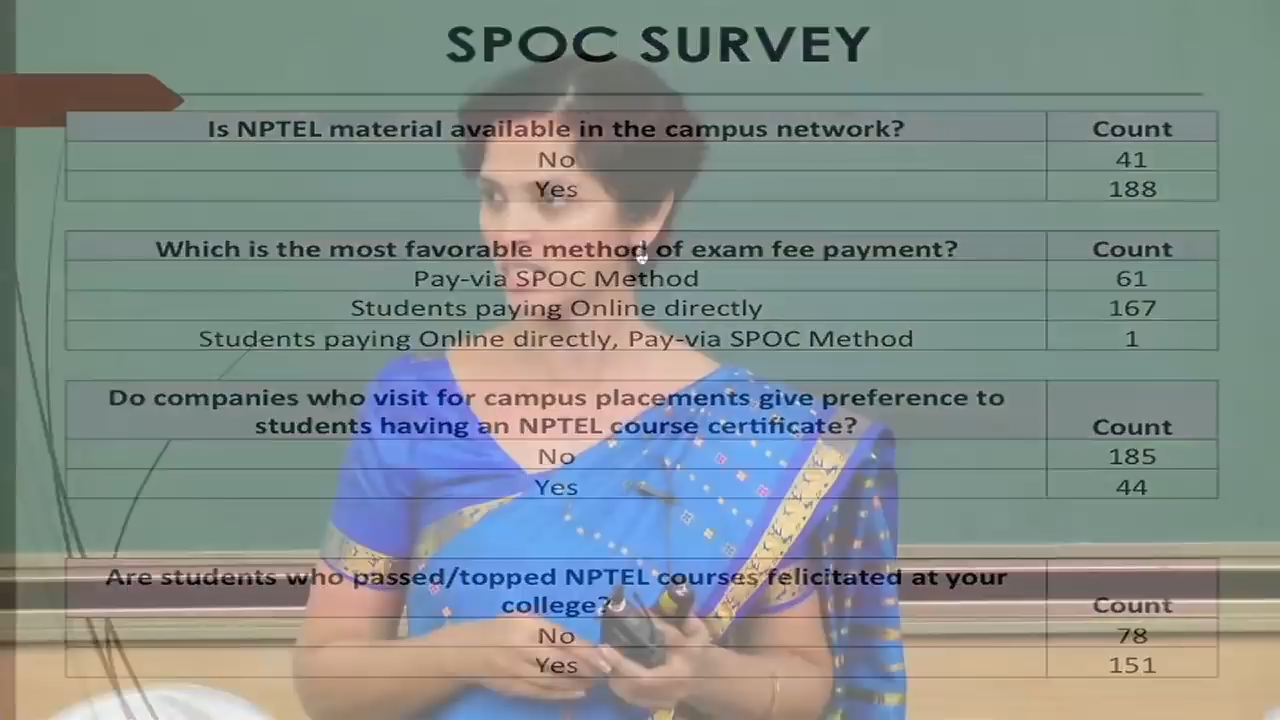 SPOC SURVEY
Is NPTEL material available in the campus network? Count
No 41
Yes 188
Which is the most favorable method of exam fee payment? Count
Pay-via SPOC Method 61
Students paying Online directly 167
Students paying Online directly, Pay-via SPOC Method 1
Do companies who visit for campus placements give preference to
students having an NPTEL course certificate? Count
No 185
Yes 44
Are students who passed/topped NPTEL courses felicitated at your
college? Count
No 78
Yes 151